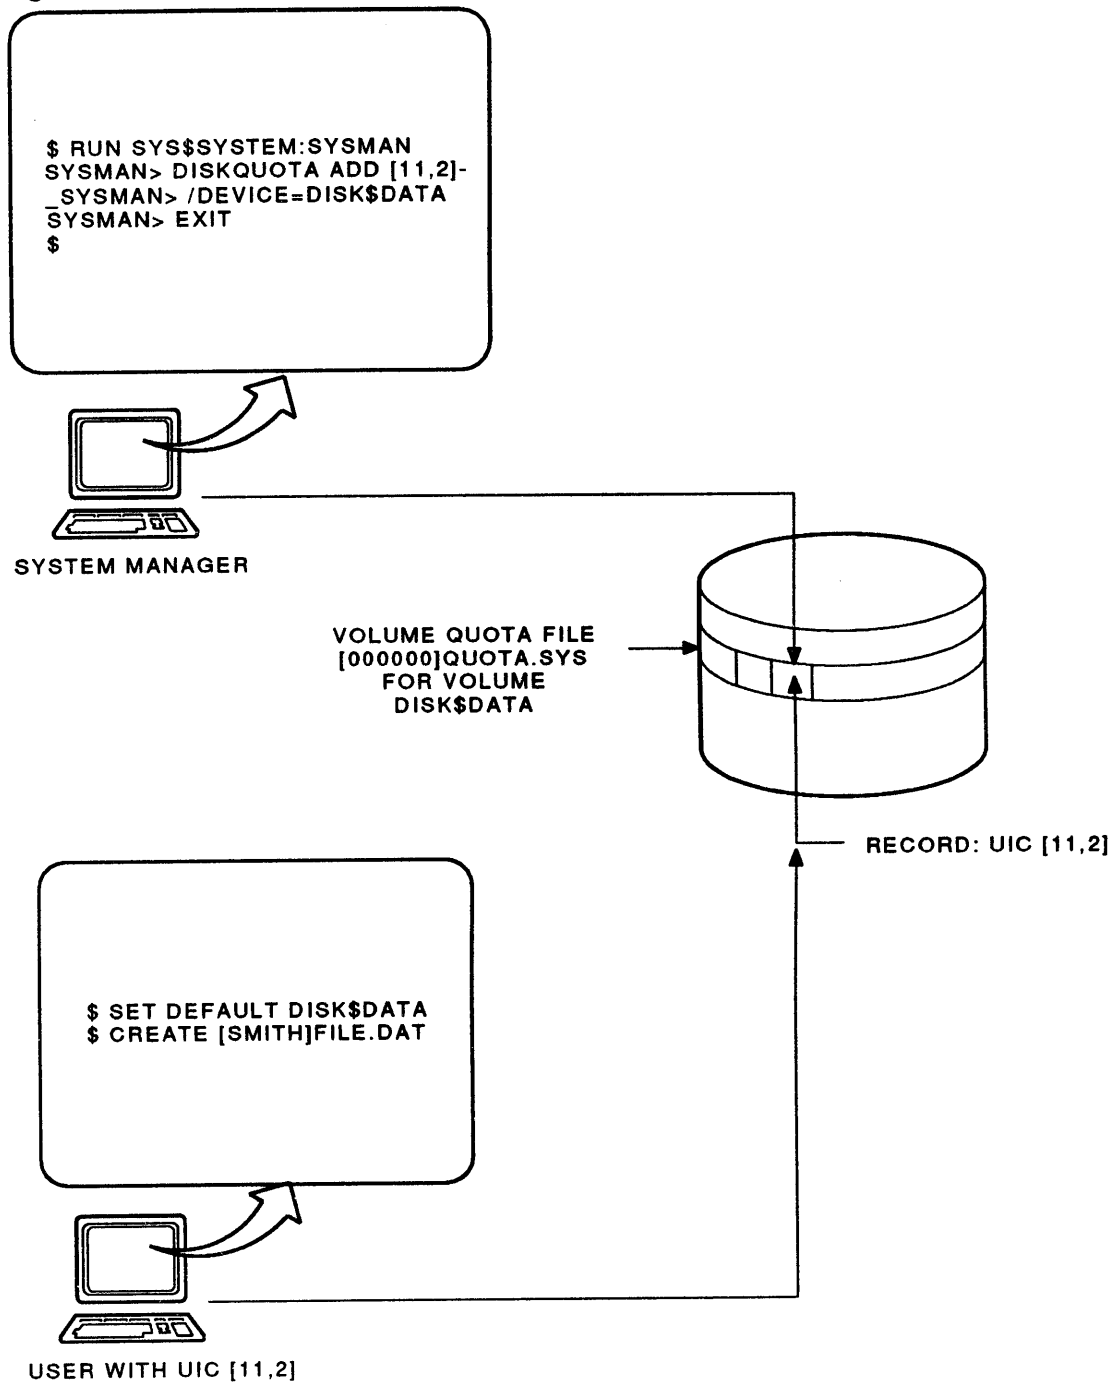 $ RUN SYS$SYSTEM:SYSMAN
SYSMAN> DISKQUOTA ADD [11,2]-
_SYSMAN> /DEVICE=DISK$DATA
SYSMAN> EXIT
$
SYSTEM MANAGER
VOLUME QUOTA FILE
[000000]QUOTA.SYS
FOR VOLUME
DISK$DATA
RECORD: UIC [11,2]
$ SET DEFAULT DISK$DATA
$ CREATE [SMITH]FILE.DAT
USER WITH UIC [11,2]